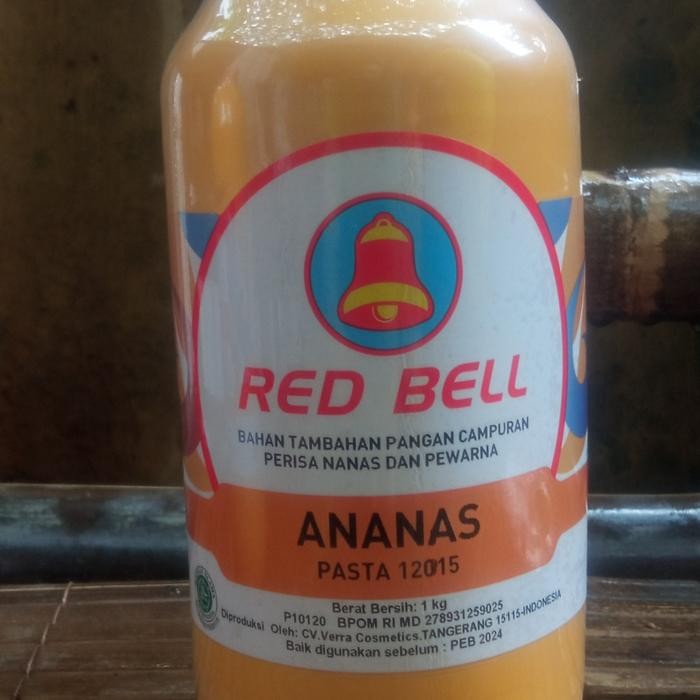 RED BELL
BAHAN TAMBAHAN PANGAN CAMPURAN
PERISA NANAS DAN PEWARNA
ANANAS
PASTA 12015
Berat Bersih: 1 kg
P10120 BPOM RI MD 278931259025
Diproduksi Oleh: CV.Verra Cosmetics.TANGERANG 15115-INDONESIA
Baik digunakan sebelum : PEB 2024